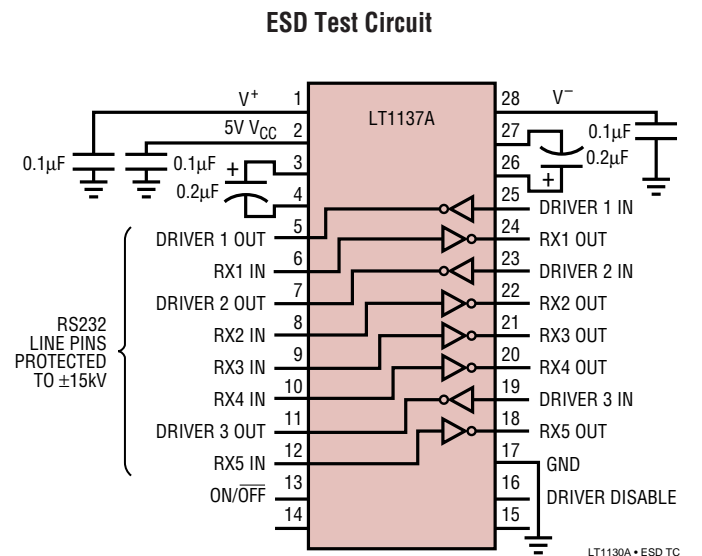 ESD Test Circuit
LT1137A
V+ 1
5V VCC 2
3
4
0.1µF
0.1µF
+
0.2µF
DRIVER 1 OUT 5
RX1 IN 6
DRIVER 2 OUT 7
RX2 IN 8
RX3 IN 9
RX4 IN 10
DRIVER 3 OUT 11
RX5 IN 12
ON/OFF 13
14
RS232
LINE PINS
PROTECTED
TO ±15kV
28 V–
27
26
0.1µF
0.2µF
+
25 DRIVER 1 IN
24 RX1 OUT
23 DRIVER 2 IN
22 RX2 OUT
21 RX3 OUT
20 RX4 OUT
19 DRIVER 3 IN
18 RX5 OUT
17 GND
16 DRIVER DISABLE
15
LT1130A • ESD TC